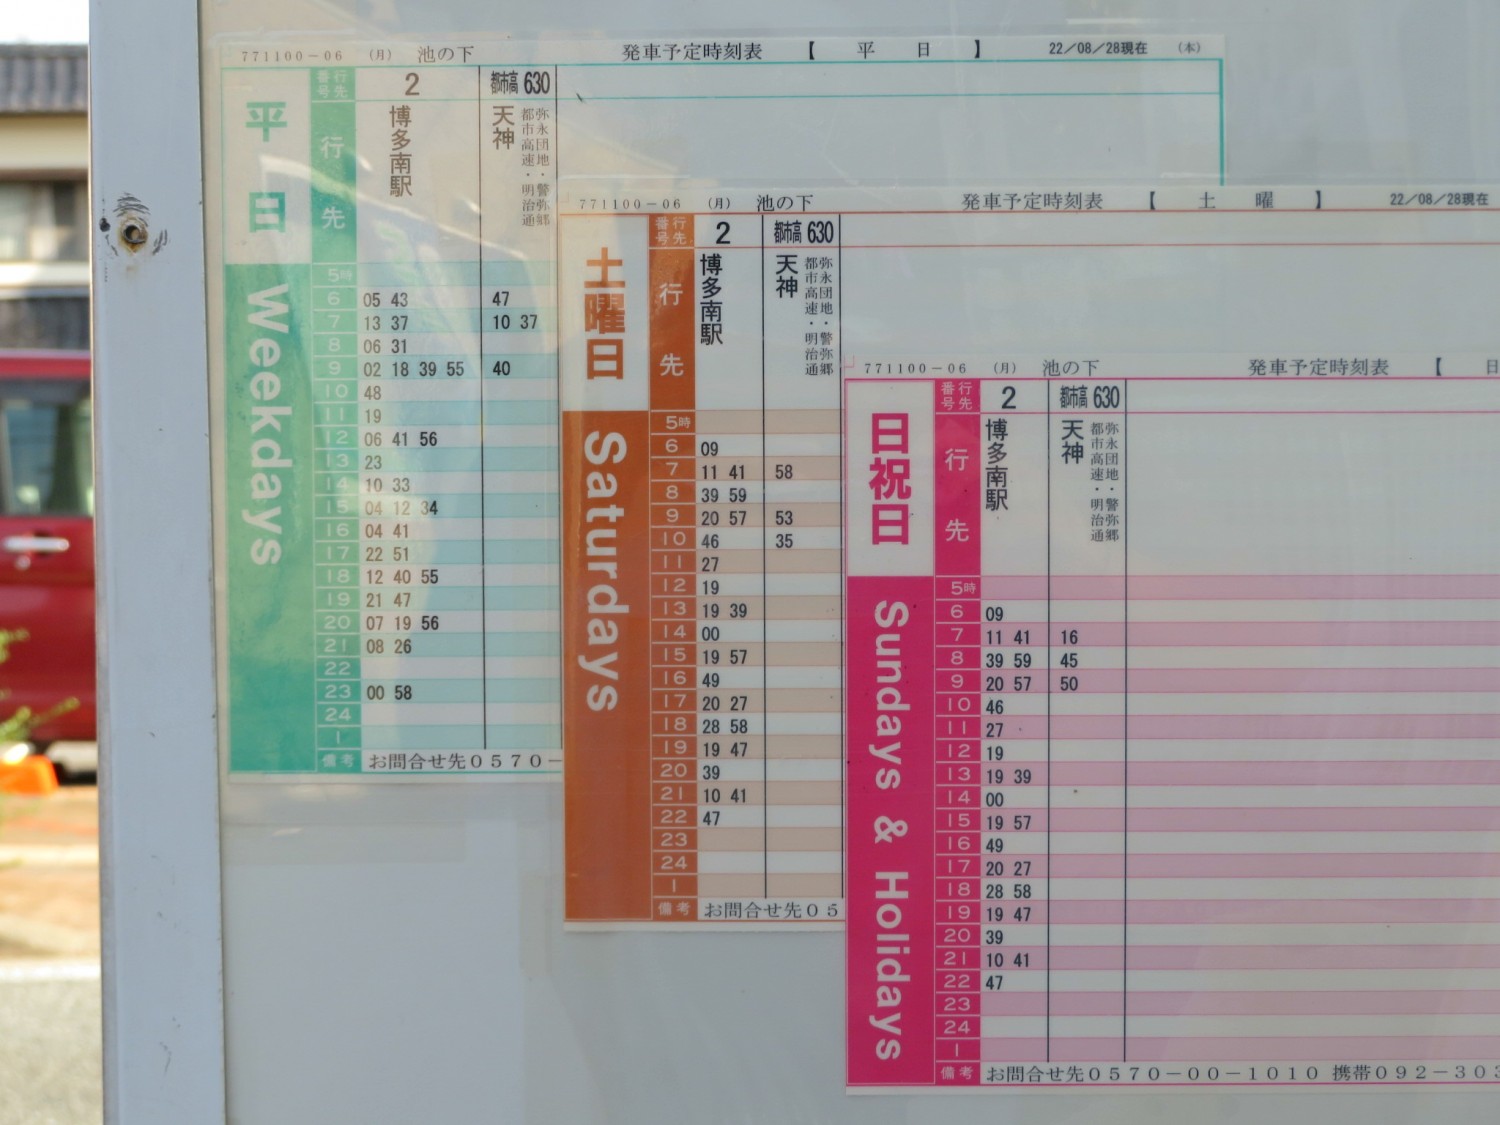 771100-06 (月) 池の下 発車予定時刻表 【 平 日 】 22/08/28現在 (木)
平日
Weekdays
番号 行先 2 都市高 630
行先 博多南駅 天神 弥永団地・警弥郷
都市高速・明治通
5時
6 05 43 47
7 13 37 10 37
8 06 31
9 02 18 39 55 40
10 48
11 19
12 06 41 56
13 23
14 10 33
15 04 12 34
16 04 41
17 22 51
18 12 40 55
19 21 47
20 07 19 56
21 08 26
22
23 00 58
24
1
備考 お問合せ先0570-
771100-06 (月) 池の下 発車予定時刻表 【 土 曜 】 22/08/28現在
土曜日
Saturdays
番号 行先 2 都市高 630
行先 博多南駅 天神 弥永団地・警弥郷
都市高速・明治通
5時
6 09
7 11 41 58
8 39 59
9 20 57 53
10 46 35
11 27
12 19
13 19 39
14 00
15 19 57
16 49
17 20 27
18 28 58
19 19 47
20 39
21 10 41
22 47
23
24
1
備考 お問合せ先05
771100-06 (月) 池の下 発車予定時刻表 【 日
日祝日
Sundays & Holidays
番号 行先 2 都市高 630
行先 博多南駅 天神 弥永団地・警弥郷
都市高速・明治通
5時
6 09
7 11 41 16
8 39 59 45
9 20 57 50
10 46
11 27
12 19
13 19 39
14 00
15 19 57
16 49
17 20 27
18 28 58
19 19 47
20 39
21 10 41
22 47
23
24
1
備考 お問合せ先0570-00-1010 携帯092-303